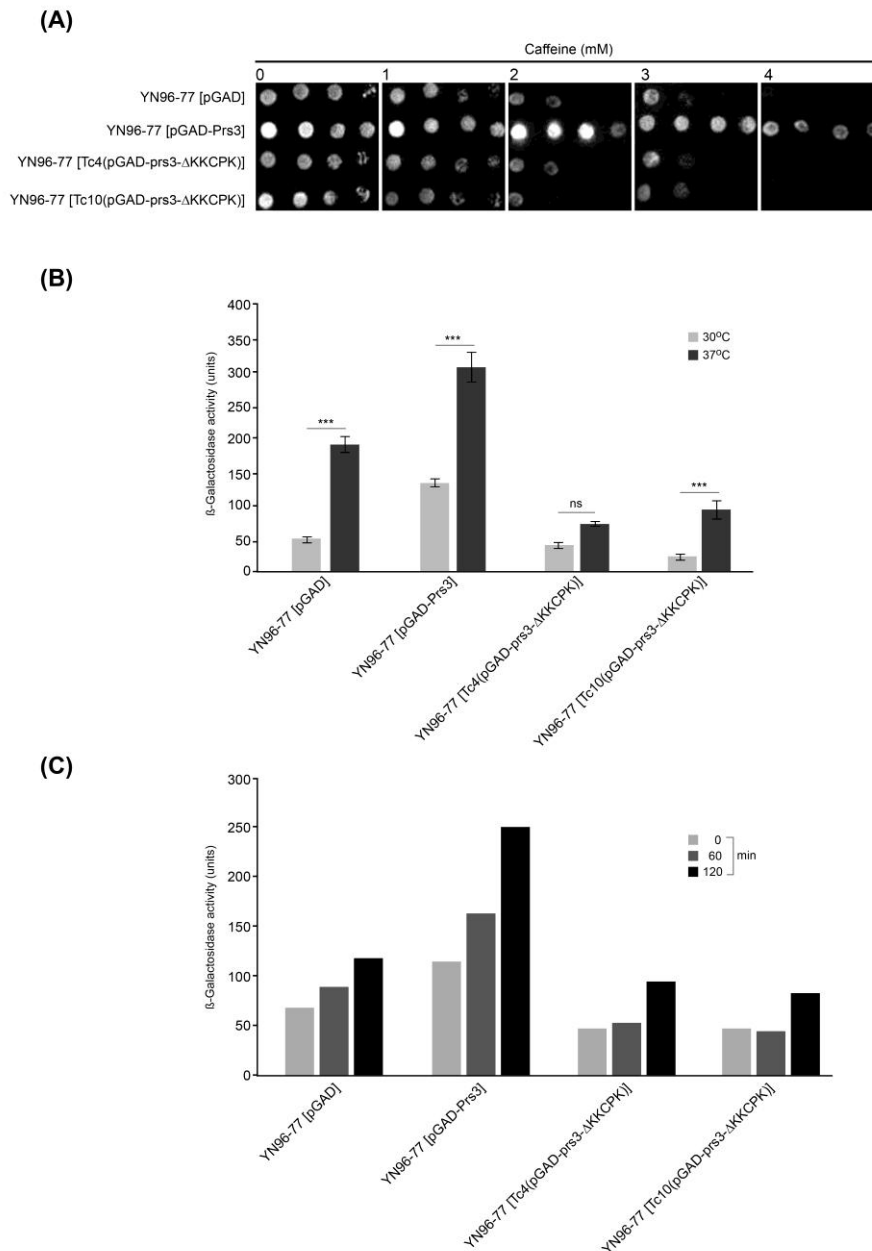 (A)
Caffeine (mM)
0 1 2 3 4
YN96-77 [pGAD]
YN96-77 [pGAD-Prs3]
YN96-77 [Tc4(pGAD-prs3-ΔKKCPK)]
YN96-77 [Tc10(pGAD-prs3-ΔKKCPK)]
(B)
ß-Galactosidase activity (units)
400
350
300
250
200
150
100
50
0
***
***
ns
***
30ºC
37ºC
YN96-77 [pGAD]
YN96-77 [pGAD-Prs3]
YN96-77 [Tc4(pGAD-prs3-ΔKKCPK)]
YN96-77 [Tc10(pGAD-prs3-ΔKKCPK)]
(C)
ß-Galactosidase activity (units)
300
250
200
150
100
50
0
0
60 min
120
YN96-77 [pGAD]
YN96-77 [pGAD-Prs3]
YN96-77 [Tc4(pGAD-prs3-ΔKKCPK)]
YN96-77 [Tc10(pGAD-prs3-ΔKKCPK)]